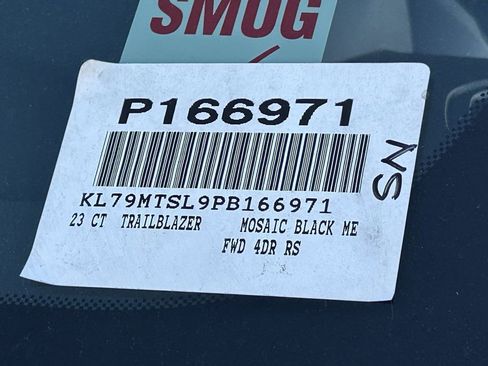 SMOG
P166971
KL79MTSL9PB166971
23 CT TRAILBLAZER MOSAIC BLACK ME
FWD 4DR RS
NS